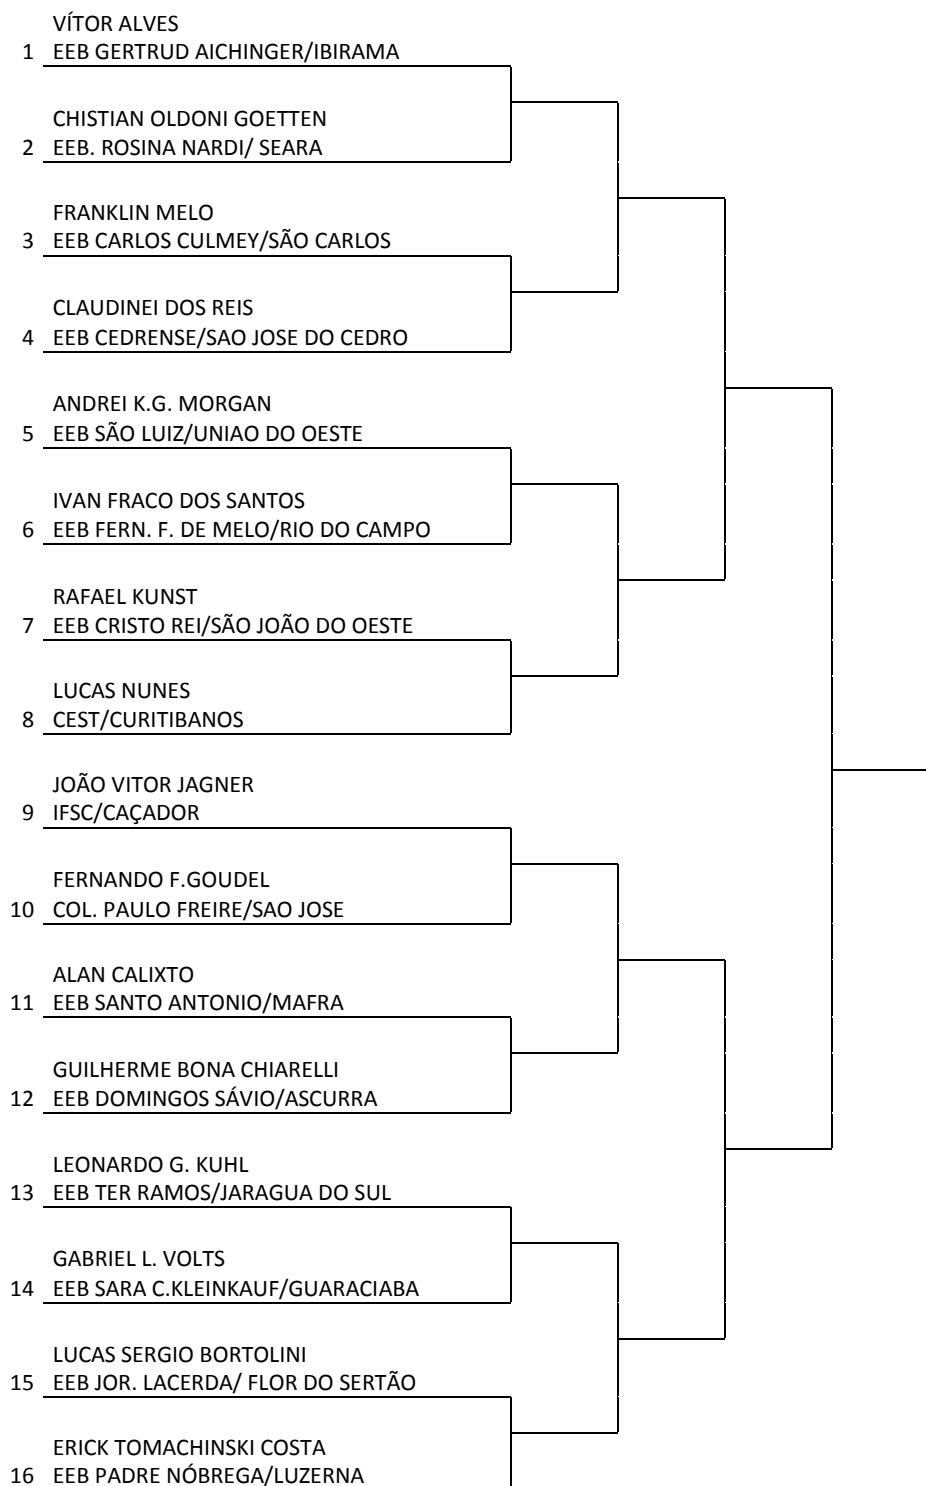 VÍTOR ALVES
1 EEB GERTRUD AICHINGER/IBIRAMA
CHISTIAN OLDONI GOETTEN
2 EEB. ROSINA NARDI/ SEARA
FRANKLIN MELO
3 EEB CARLOS CULMEY/SÃO CARLOS
CLAUDINEI DOS REIS
4 EEB CEDRENSE/SAO JOSE DO CEDRO
ANDREI K.G. MORGAN
5 EEB SÃO LUIZ/UNIAO DO OESTE
IVAN FRACO DOS SANTOS
6 EEB FERN. F. DE MELO/RIO DO CAMPO
RAFAEL KUNST
7 EEB CRISTO REI/SÃO JOÃO DO OESTE
LUCAS NUNES
8 CEST/CURITIBANOS
JOÃO VITOR JAGNER
9 IFSC/CAÇADOR
FERNANDO F.GOUDEL
10 COL. PAULO FREIRE/SAO JOSE
ALAN CALIXTO
11 EEB SANTO ANTONIO/MAFRA
GUILHERME BONA CHIARELLI
12 EEB DOMINGOS SÁVIO/ASCURRA
LEONARDO G. KUHL
13 EEB TER RAMOS/JARAGUA DO SUL
GABRIEL L. VOLTS
14 EEB SARA C.KLEINKAUF/GUARACIABA
LUCAS SERGIO BORTOLINI
15 EEB JOR. LACERDA/ FLOR DO SERTÃO
ERICK TOMACHINSKI COSTA
16 EEB PADRE NÓBREGA/LUZERNA